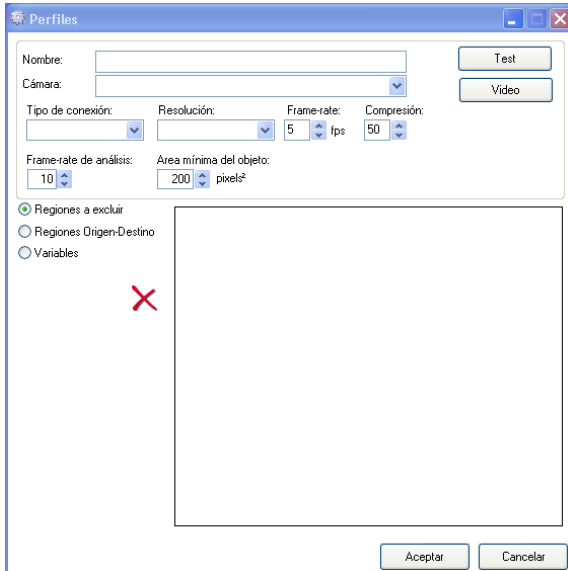 Perfiles
Nombre:
Test
Cámara:
Video
Tipo de conexión: Resolución: Frame-rate: Compresión:
5 fps 50
Frame-rate de análisis: Area mínima del objeto:
10 200 pixels²
Regiones a excluir
Regiones Origen-Destino
Variables
Aceptar Cancelar